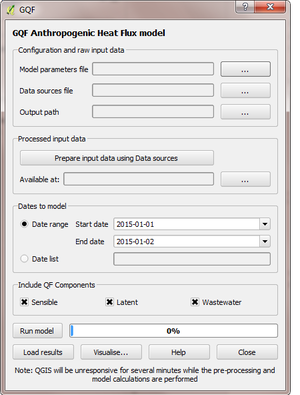 GQF
GQF Anthropogenic Heat Flux model
Configuration and raw input data
Model parameters file
...
Data sources file
...
Output path
...
Processed input data
Prepare input data using Data sources
Available at:
...
Dates to model
Date range Start date 2015-01-01
End date 2015-01-02
Date list
Include QF Components
Sensible Latent Wastewater
Run model 0%
Load results Visualise... Help Close
Note: QGIS will be unresponsive for several minutes while the pre-processing and
model calculations are performed